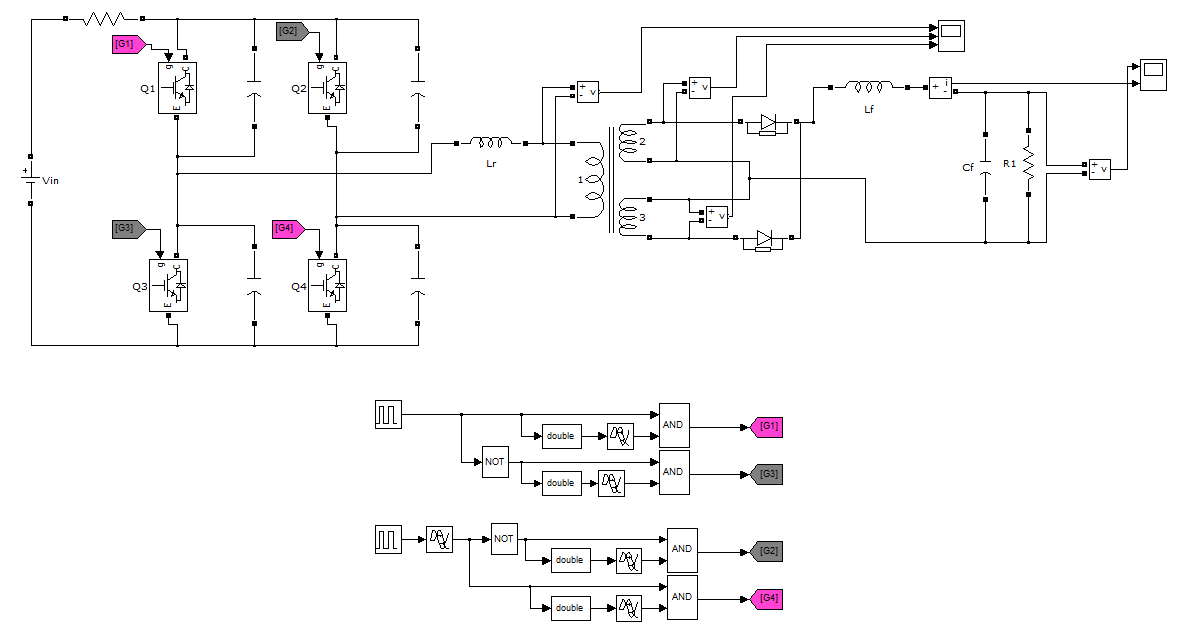 [G1]
[G2]
g C
Q1
E
g C
Q2
E
+
- v
+
- v
+ i
-
Lf
Vin
+
Lr
1
2
3
+
- v
Cf
R1
+
- v
[G3]
[G4]
g C
Q3
E
g C
Q4
E
AND
[G1]
double
NOT
AND
[G3]
double
NOT
AND
[G2]
double
AND
[G4]
double